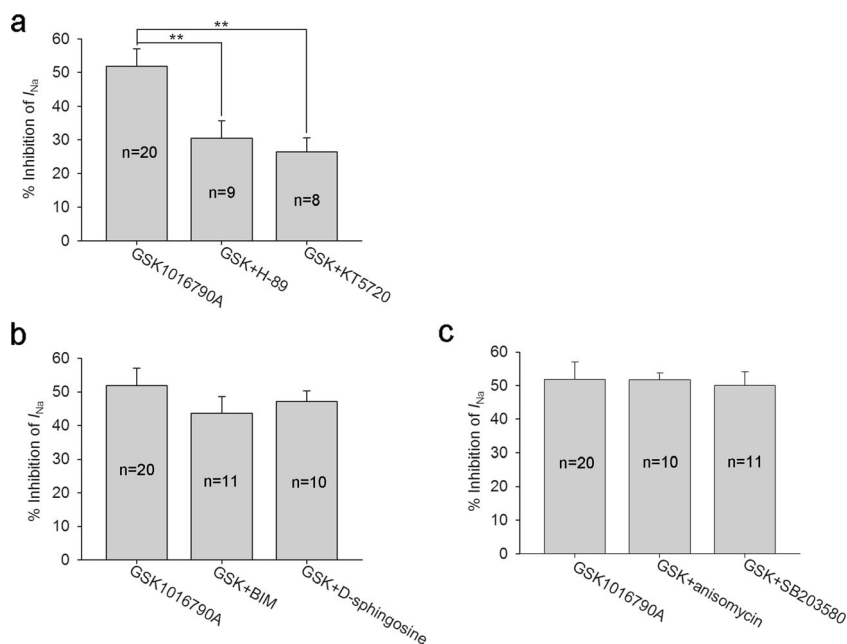 a
**
**
% Inhibition of INa
60
50
40
30
20
10
0
n=20
n=9
n=8
GSK1016790A
GSK+H-89
GSK+KT5720
b
% Inhibition of INa
60
50
40
30
20
10
0
n=20
n=11
n=10
GSK1016790A
GSK+BIM
GSK+D-sphingosine
c
% Inhibition of INa
60
50
40
30
20
10
0
n=20
n=10
n=11
GSK1016790A
GSK+anisomycin
GSK+SB203580